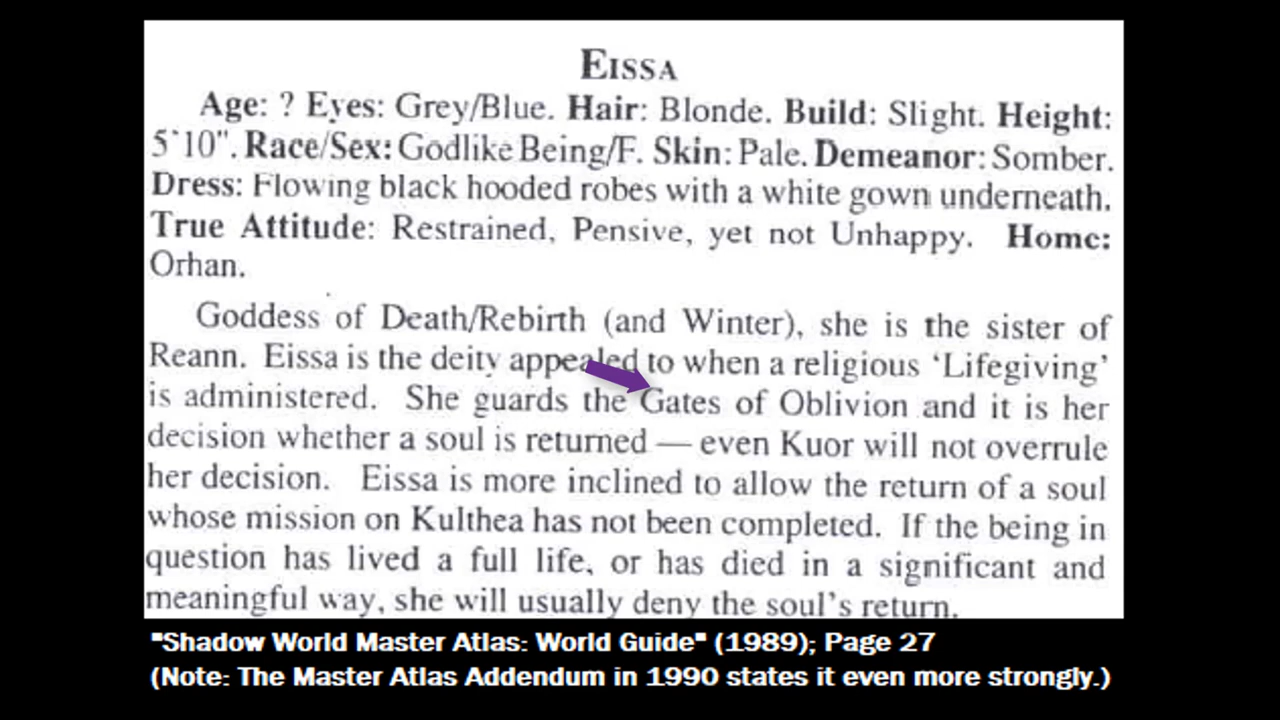 EISSA
Age: ? Eyes: Grey/Blue. Hair: Blonde. Build: Slight. Height:
5'10". Race/Sex: Godlike Being/F. Skin: Pale. Demeanor: Somber.
Dress: Flowing black hooded robes with a white gown underneath.
True Attitude: Restrained, Pensive, yet not Unhappy. Home:
Orhan.
Goddess of Death/Rebirth (and Winter), she is the sister of
Reann. Eissa is the deity appealed to when a religious ‘Lifegiving’
is administered. She guards the Gates of Oblivion and it is her
decision whether a soul is returned — even Kuor will not overrule
her decision. Eissa is more inclined to allow the return of a soul
whose mission on Kulthea has not been completed. If the being in
question has lived a full life, or has died in a significant and
meaningful way, she will usually deny the soul's return.
"Shadow World Master Atlas: World Guide" (1989); Page 27
(Note: The Master Atlas Addendum in 1990 states it even more strongly.)